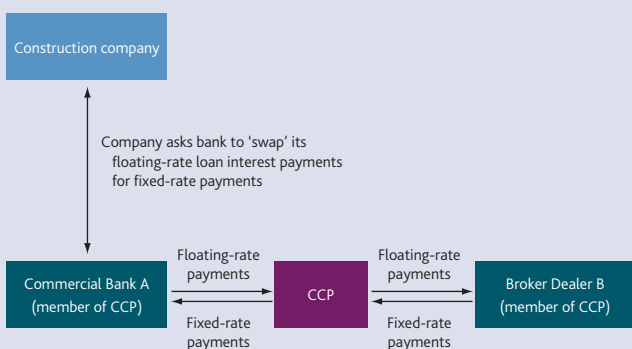 Construction company
Company asks bank to ‘swap’ its
floating-rate loan interest payments
for fixed-rate payments
Commercial Bank A
(member of CCP)
Floating-rate
payments
Fixed-rate
payments
CCP
Floating-rate
payments
Fixed-rate
payments
Broker Dealer B
(member of CCP)